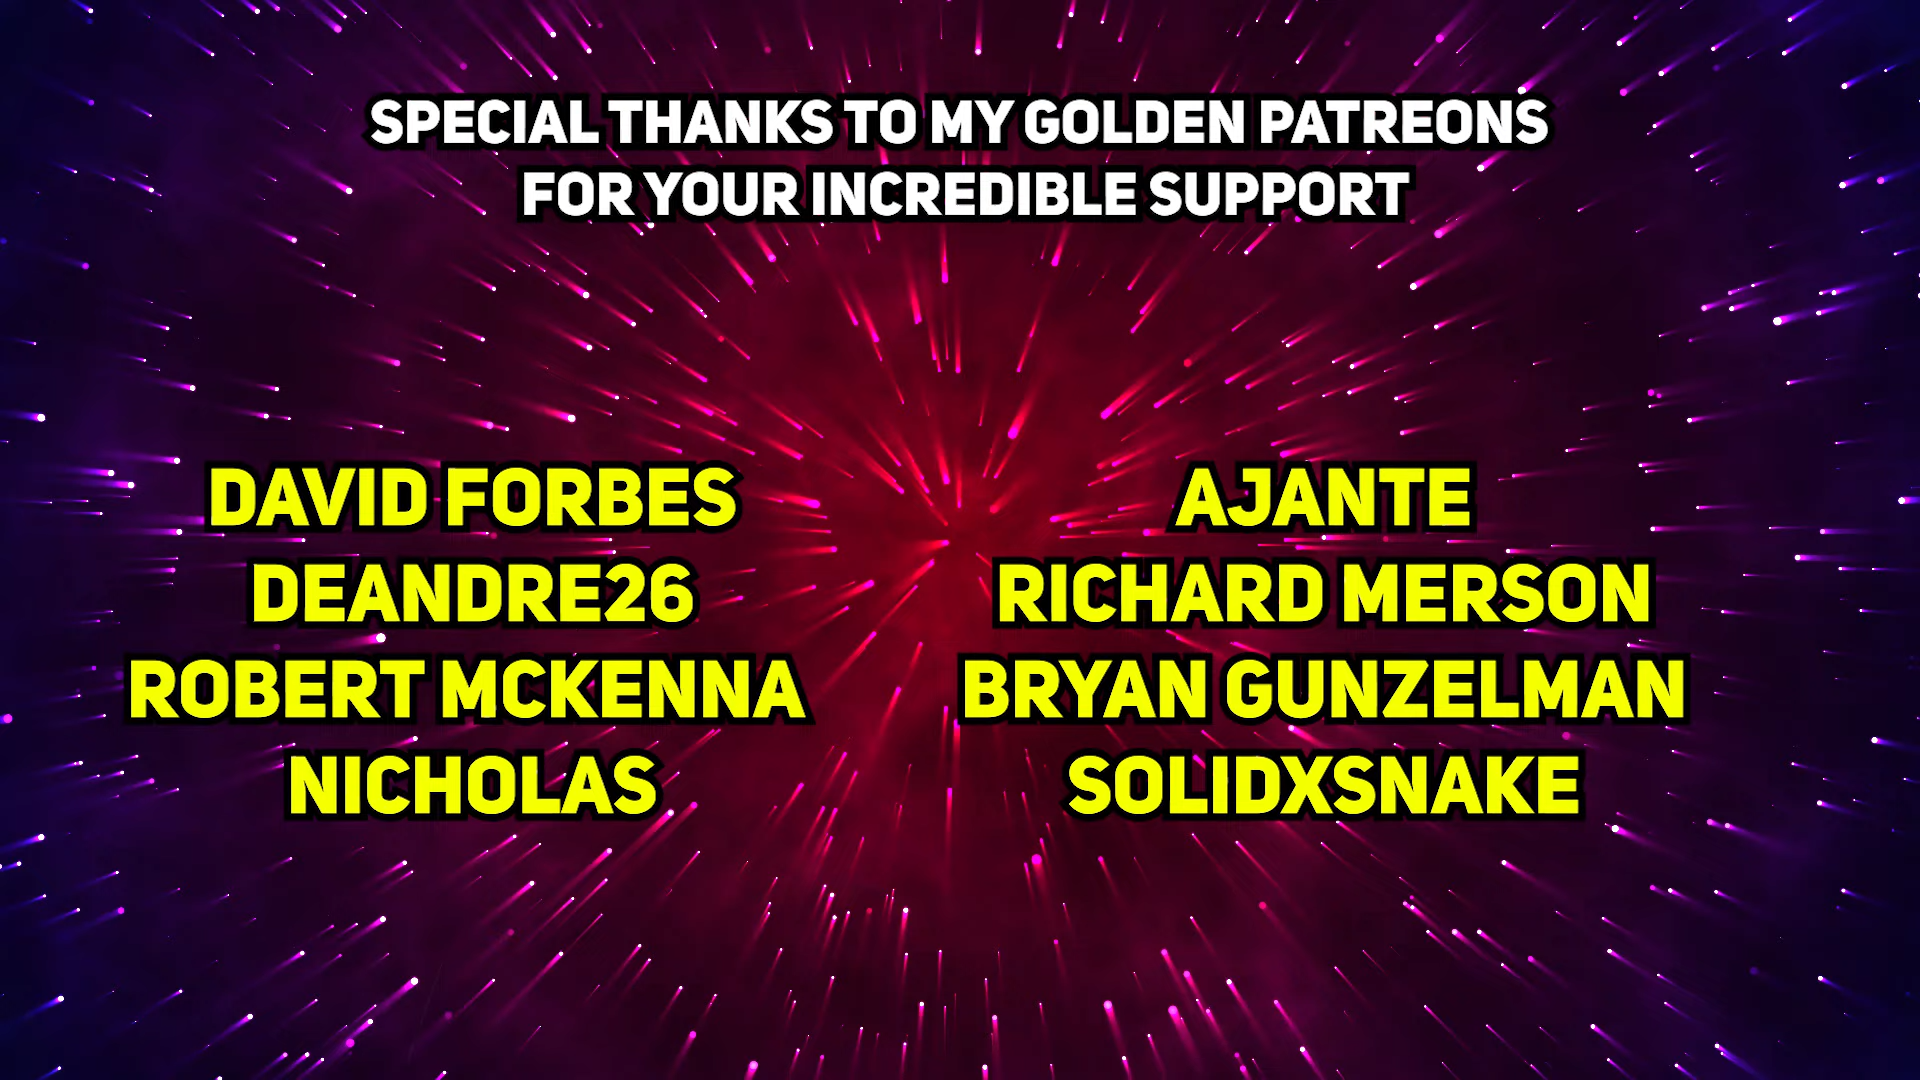 SPECIAL THANKS TO MY GOLDEN PATREONS
FOR YOUR INCREDIBLE SUPPORT
DAVID FORBES
DEANDRE26
ROBERT MCKENNA
NICHOLAS
AJANTE
RICHARD MERSON
BRYAN GUNZELMAN
SOLIDXSNAKE